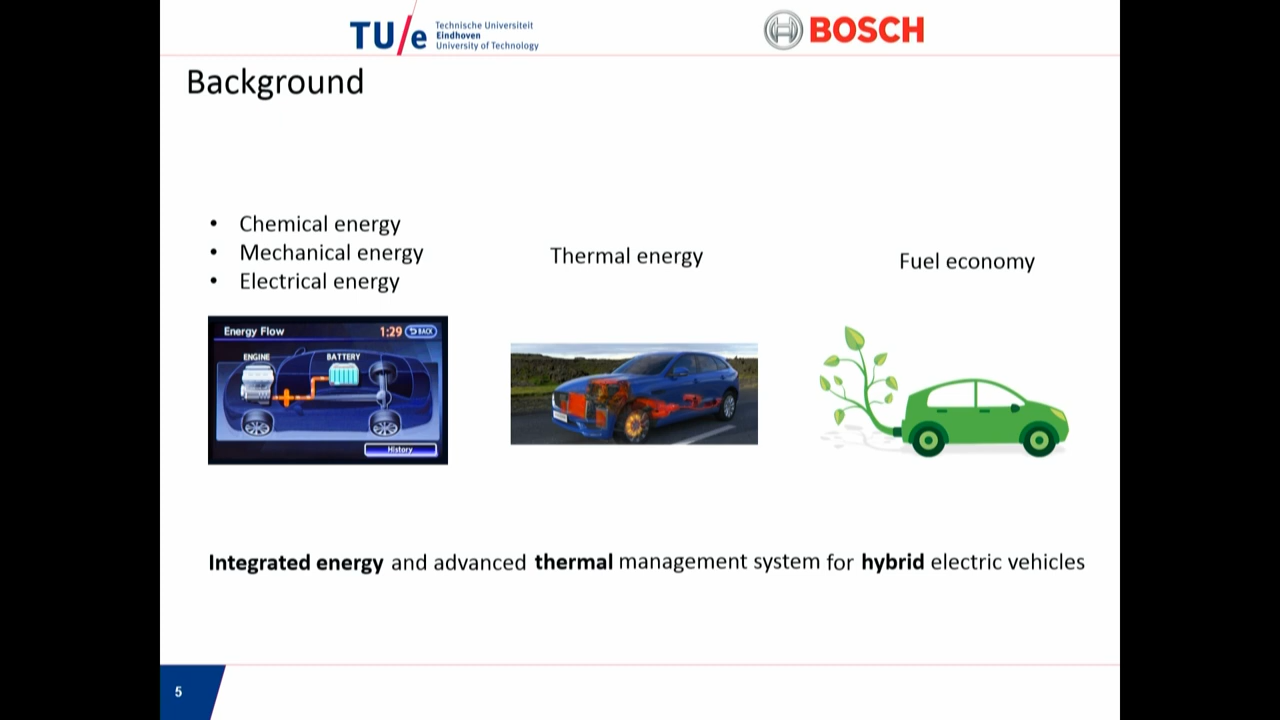 TU/e
Technische Universiteit
Eindhoven
University of Technology
BOSCH
Background
• Chemical energy
• Mechanical energy
• Electrical energy
Thermal energy
Fuel economy
Energy Flow
1:29
BACK
ENGINE
BATTERY
History
Integrated energy and advanced thermal management system for hybrid electric vehicles
5